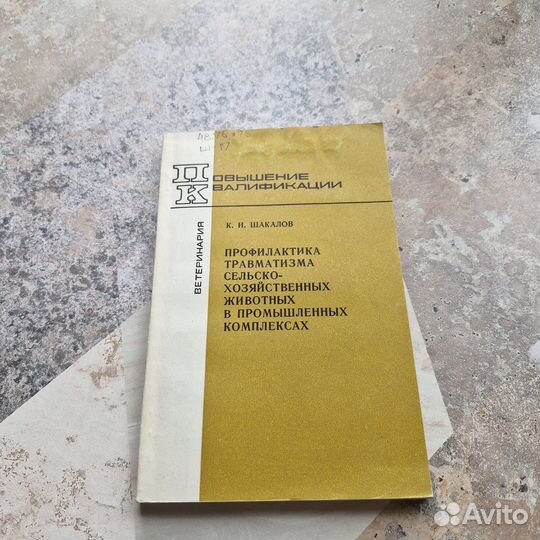 ПОВЫШЕНИЕ
КВАЛИФИКАЦИИ
ВЕТЕРИНАРИЯ
К. И. ШАКАЛОВ
ПРОФИЛАКТИКА
ТРАВМАТИЗМА
СЕЛЬСКО-
ХОЗЯЙСТВЕННЫХ
ЖИВОТНЫХ
В ПРОМЫШЛЕННЫХ
КОМПЛЕКСАХ
Avito